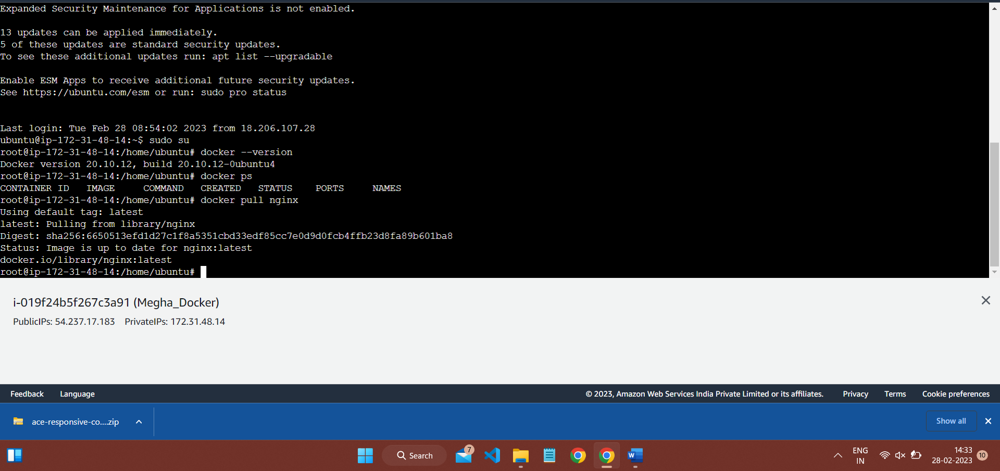 Expanded Security Maintenance for Applications is not enabled.
13 updates can be applied immediately.
5 of these updates are standard security updates.
To see these additional updates run: apt list --upgradable
Enable ESM Apps to receive additional future security updates.
See https://ubuntu.com/esm or run: sudo pro status
Last login: Tue Feb 28 08:54:02 2023 from 18.206.107.28
ubuntu@ip-172-31-48-14:~$ sudo su
root@ip-172-31-48-14:/home/ubuntu# docker --version
Docker version 20.10.12, build 20.10.12-0ubuntu4
root@ip-172-31-48-14:/home/ubuntu# docker ps
CONTAINER ID   IMAGE     COMMAND   CREATED   STATUS    PORTS     NAMES
root@ip-172-31-48-14:/home/ubuntu# docker pull nginx
Using default tag: latest
latest: Pulling from library/nginx
Digest: sha256:6650513efd1d27c1f8a5351cbd33edf85cc7e0d9d0fcb4ffb23d8fa89b601ba8
Status: Image is up to date for nginx:latest
docker.io/library/nginx:latest
root@ip-172-31-48-14:/home/ubuntu#
i-019f24b5f267c3a91 (Megha_Docker)
PublicIPs: 54.237.17.183 PrivateIPs: 172.31.48.14
Feedback Language © 2023, Amazon Web Services India Private Limited or its affiliates. Privacy Terms Cookie preferences
ace-responsive-co....zip Show all
Search 7 W ENG 14:33 10
IN 28-02-2023